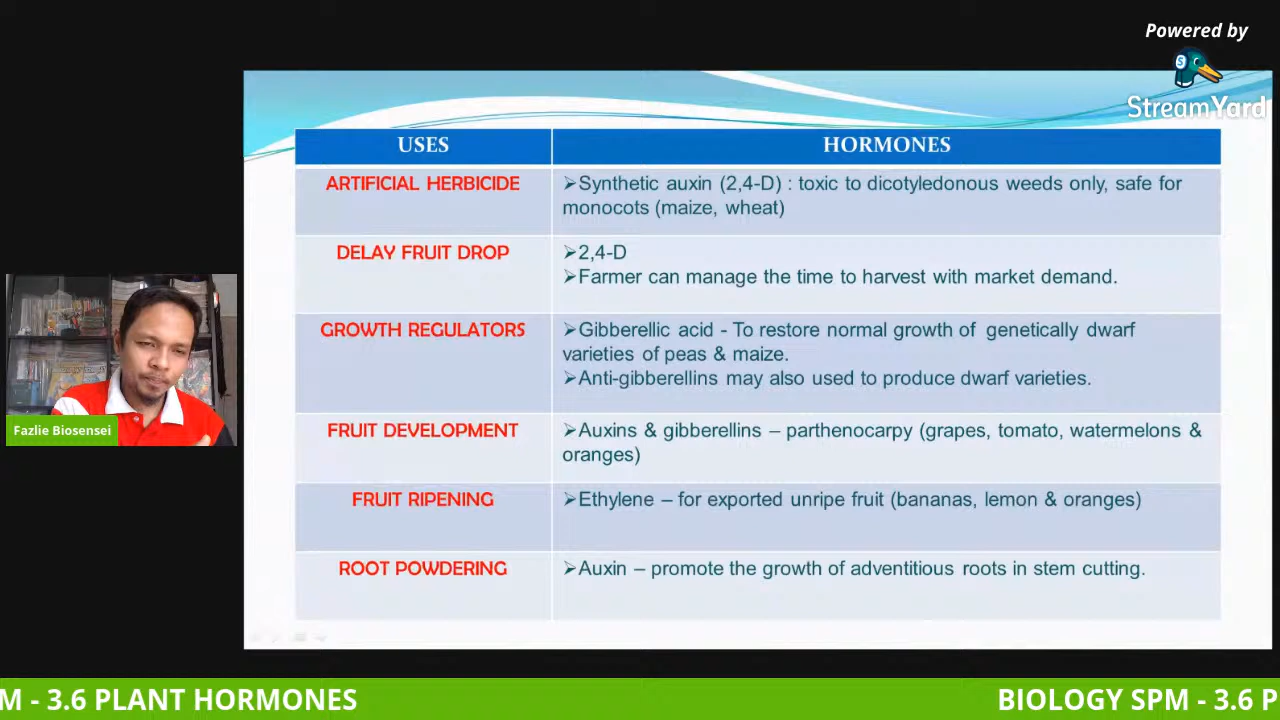 Powered by
StreamYard
USES
HORMONES
ARTIFICIAL HERBICIDE
➢Synthetic auxin (2,4-D) : toxic to dicotyledonous weeds only, safe for
monocots (maize, wheat)
DELAY FRUIT DROP
➢2,4-D
➢Farmer can manage the time to harvest with market demand.
GROWTH REGULATORS
➢Gibberellic acid - To restore normal growth of genetically dwarf
varieties of peas & maize.
➢Anti-gibberellins may also used to produce dwarf varieties.
FRUIT DEVELOPMENT
➢Auxins & gibberellins – parthenocarpy (grapes, tomato, watermelons &
oranges)
FRUIT RIPENING
➢Ethylene – for exported unripe fruit (bananas, lemon & oranges)
ROOT POWDERING
➢Auxin – promote the growth of adventitious roots in stem cutting.
Fazlie Biosensei
M - 3.6 PLANT HORMONES
BIOLOGY SPM - 3.6 P